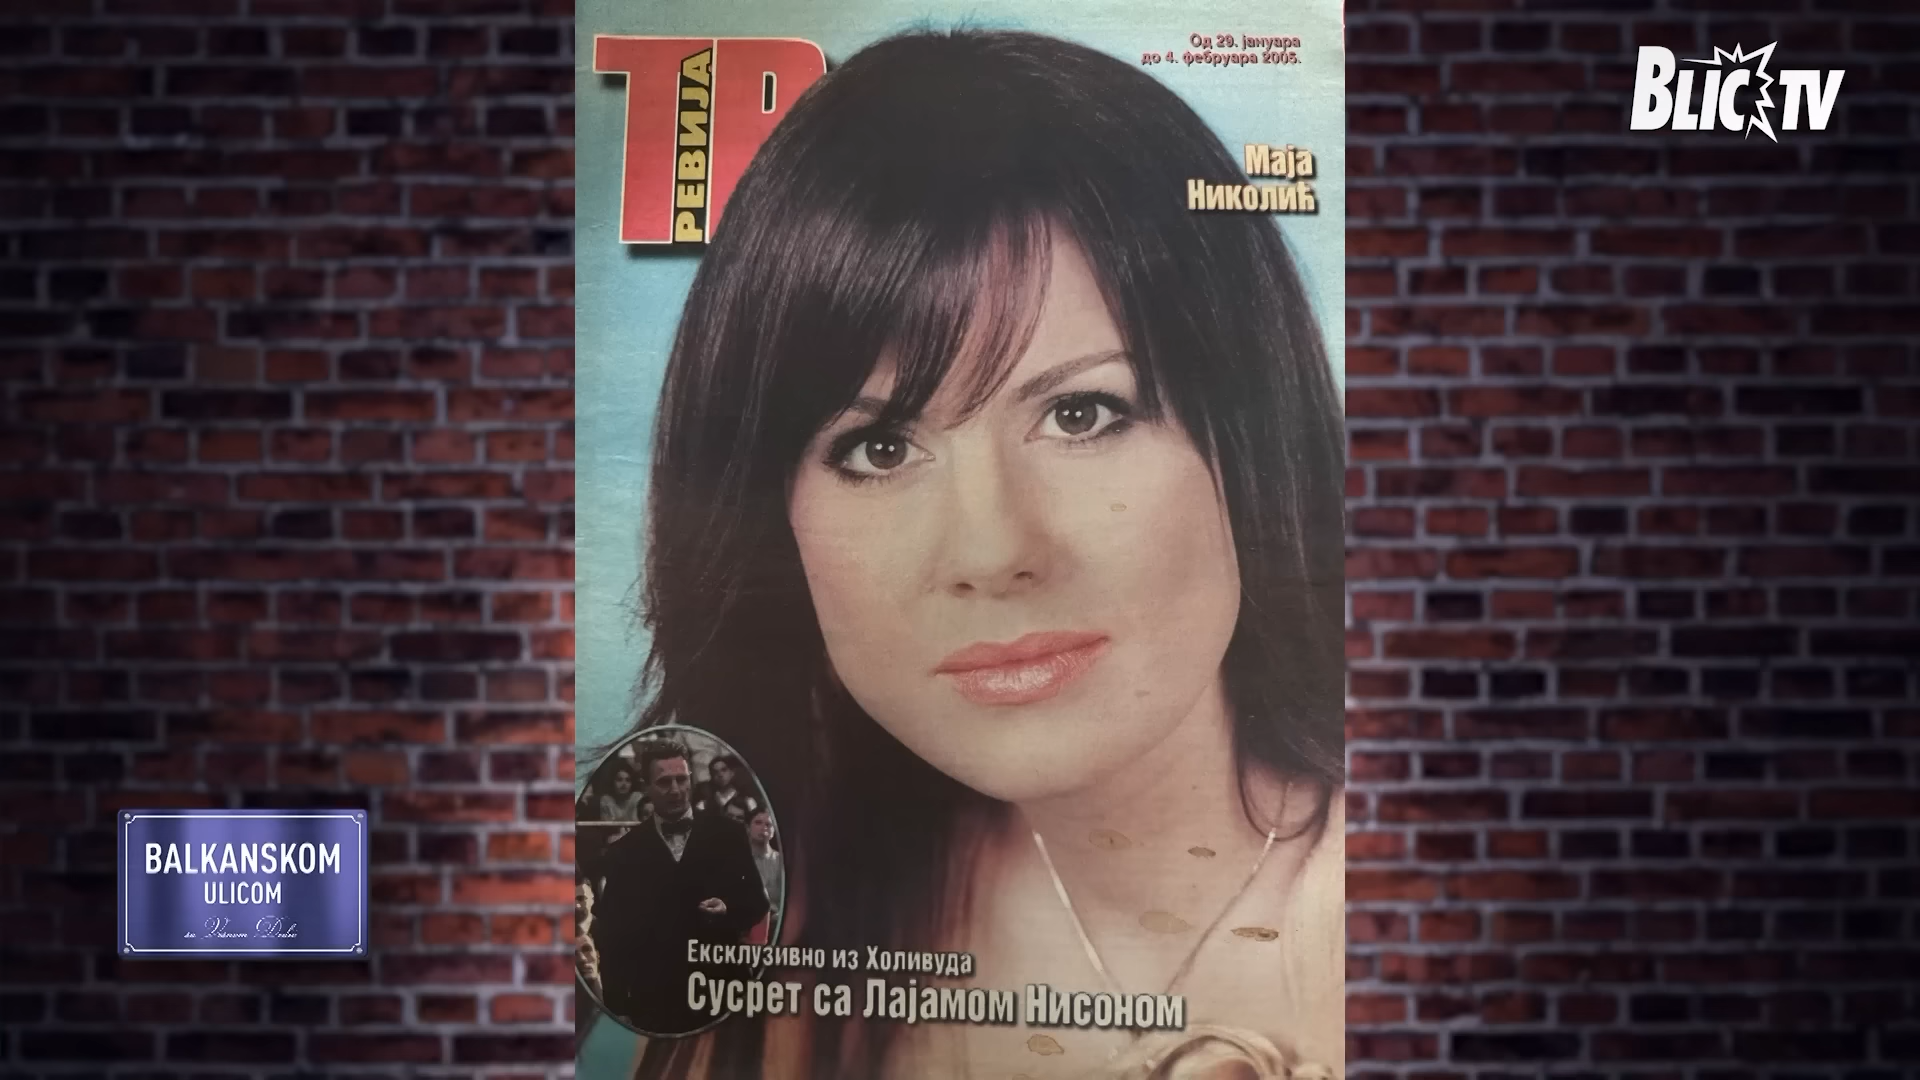 ТВ
РЕВИЈА
Од 29. јануара
до 4. фебруара 2005.
BLIC TV
Маја
Николић
BALKANSKOM
ULICOM
Ексклузивно из Холивуда
Сусрет са Лајамом Нисоном